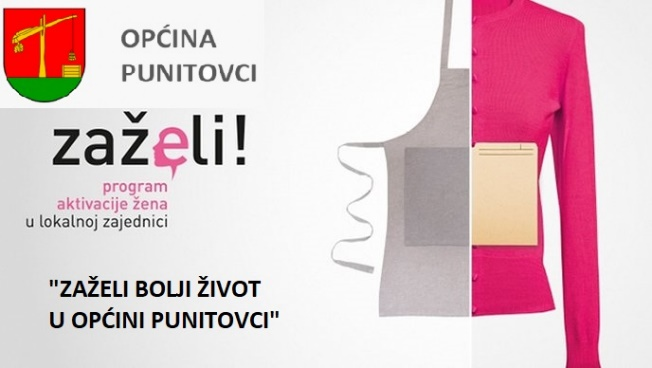 OPĆINA
PUNITOVCI
zaželi!
program
aktivacije žena
u lokalnoj zajednici
"ZAŽELI BOLJI ŽIVOT
U OPĆINI PUNITOVCI"